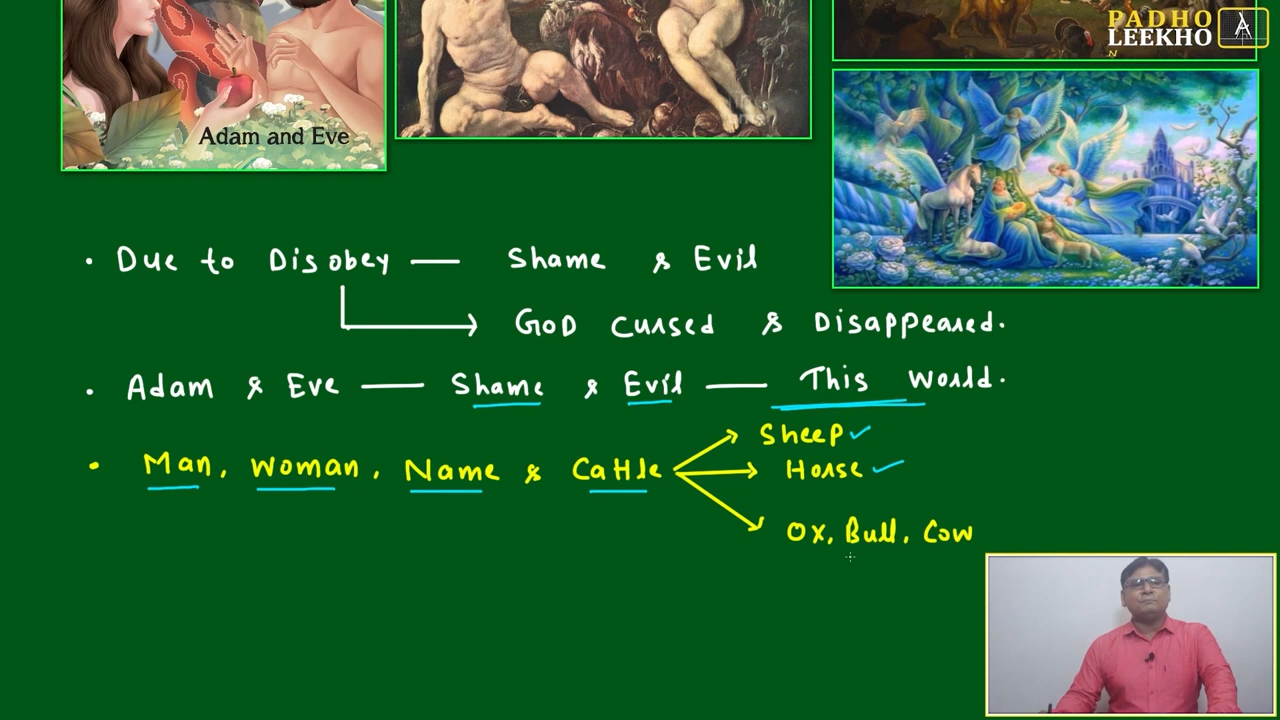 PADHO
LEEKHO
N
Adam and Eve
. Due to Disobey — Shame & Evil
GOD cursed & Disappeared.
. Adam & Eve — Shame & Evil — This World.
. Man, Woman, Name & Cattle
Sheep ✓
Horse ✓
Ox, Bull, Cow